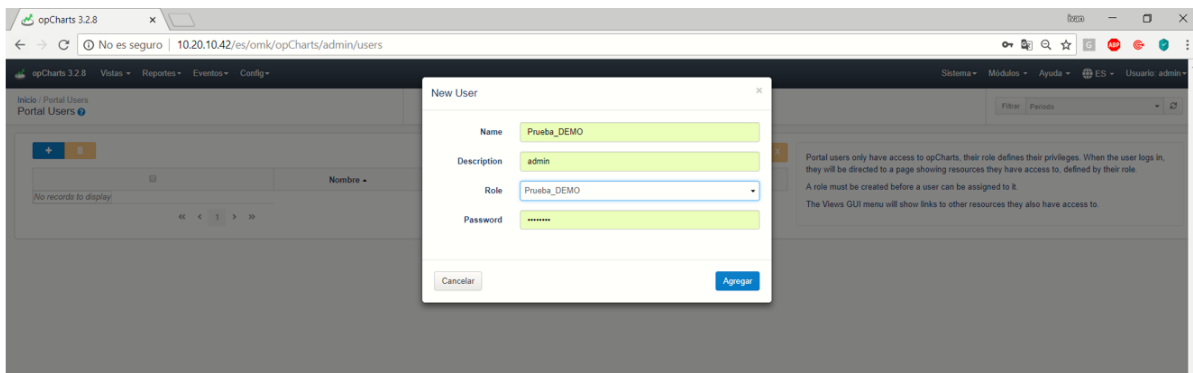 opCharts 3.2.8
No es seguro | 10.20.10.42/es/omk/opCharts/admin/users
opCharts 3.2.8 Vistas Reportes Eventos Config
Sistema Módulos Ayuda ES Usuario: admin
Inicio / Portal Users
Portal Users
Filtrar Periodo
New User
Name Prueba_DEMO
Description admin
Role Prueba_DEMO
Password ••••••••
Cancelar Agregar
Nombre
No records to display
« < 1 > »
Portal users only have access to opCharts, their role defines their privileges. When the user logs in,
they will be directed to a page showing resources they have access to, defined by their role.
A role must be created before a user can be assigned to it.
The Views GUI menu will show links to other resources they also have access to.